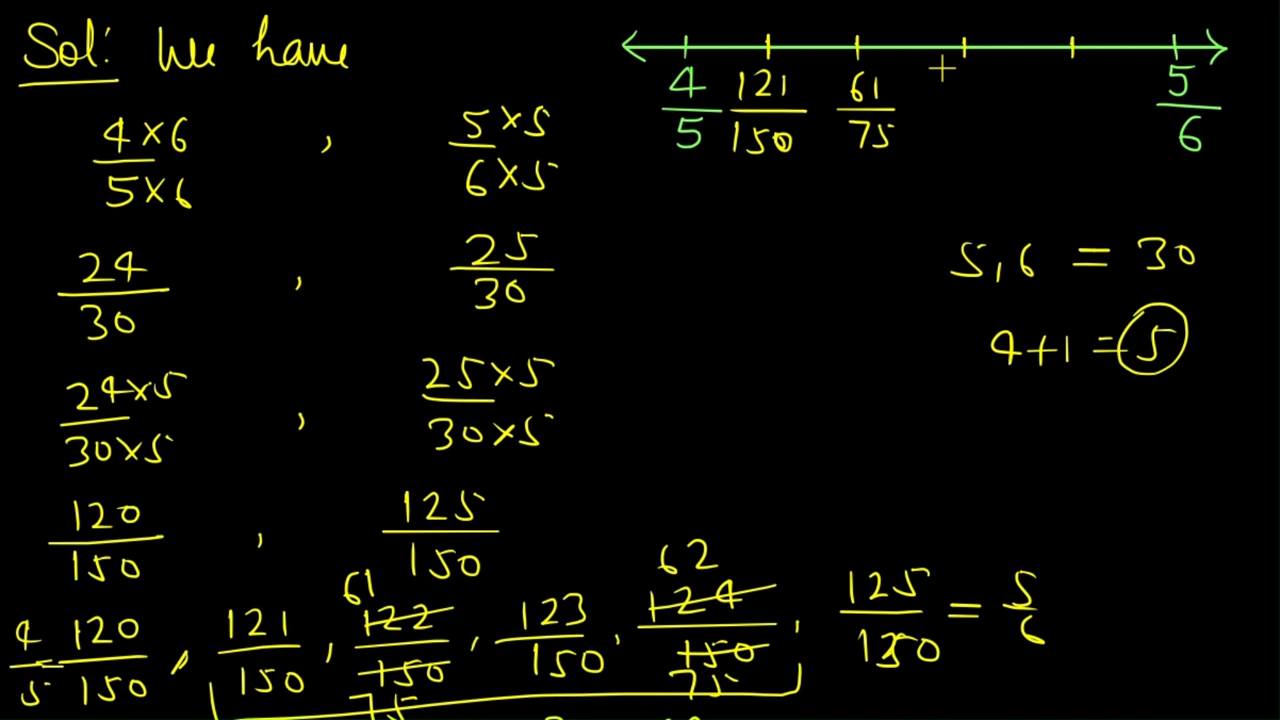 Sol: We have
4/5 121/150 61/75 5/6
4×6/5×6 , 5×5/6×5
5,6 = 30
24/30 , 25/30
4+1 = 5
24×5/30×5 , 25×5/30×5
120/150 , 125/150
61 62
4/5 = 120/150 , 121/150 , 122/150 , 123/150 , 124/150 , 125/150 = 5/6
75 75